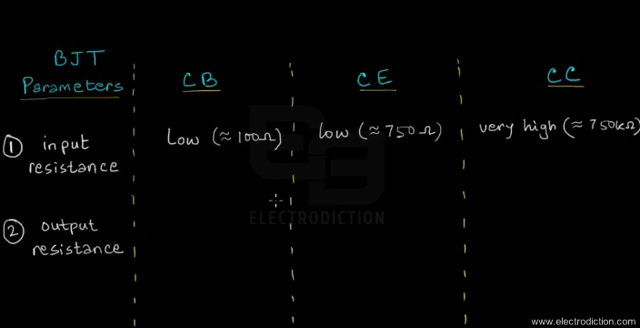 BJT
Parameters
CB
CE
CC
① input
resistance
Low (≈ 100Ω)
low (≈ 750Ω)
very high (≈ 750kΩ)
② output
resistance
ELECTRODICTION
www.electrodiction.com